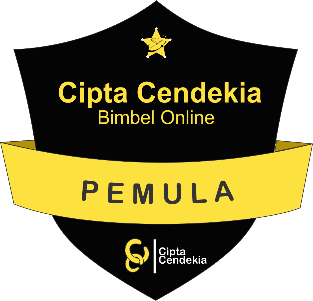 Cipta Cendekia
Bimbel Online
PEMULA
Cipta
Cendekia